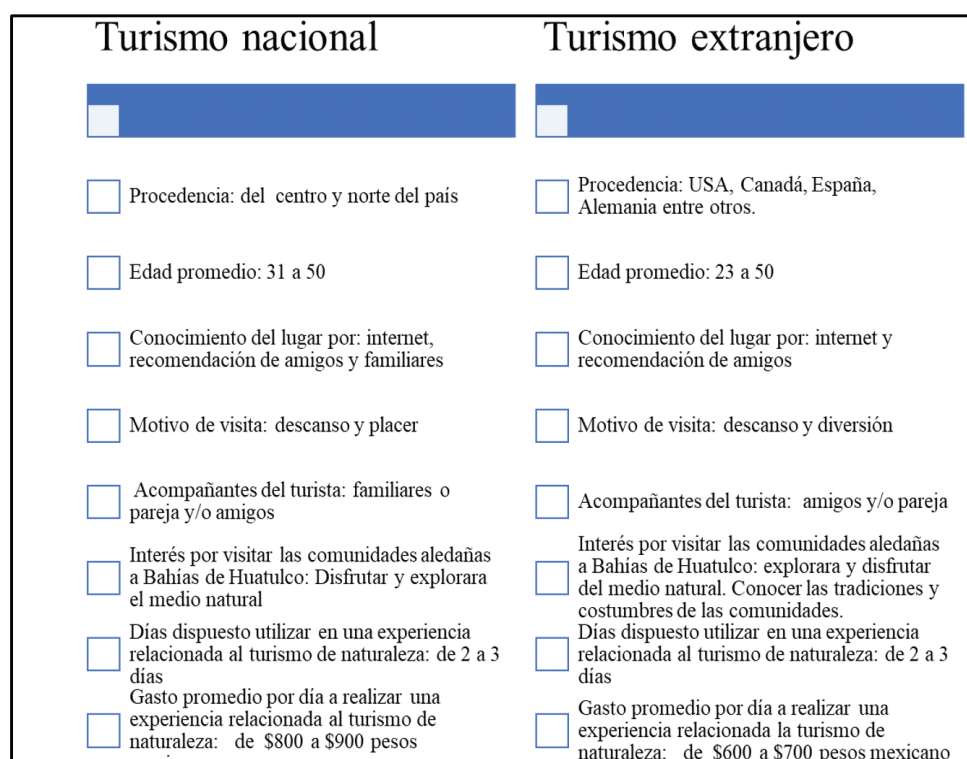 Turismo nacional
Procedencia: del centro y norte del país
Edad promedio: 31 a 50
Conocimiento del lugar por: internet,
recomendación de amigos y familiares
Motivo de visita: descanso y placer
Acompañantes del turista: familiares o
pareja y/o amigos
Interés por visitar las comunidades aledañas
a Bahías de Huatulco: Disfrutar y explorara
el medio natural
Días dispuesto utilizar en una experiencia
relacionada al turismo de naturaleza: de 2 a 3
días
Gasto promedio por día a realizar una
experiencia relacionada al turismo de
naturaleza: de $800 a $900 pesos
Turismo extranjero
Procedencia: USA, Canadá, España,
Alemania entre otros.
Edad promedio: 23 a 50
Conocimiento del lugar por: internet y
recomendación de amigos
Motivo de visita: descanso y diversión
Acompañantes del turista: amigos y/o pareja
Interés por visitar las comunidades aledañas
a Bahías de Huatulco: explorara y disfrutar
del medio natural. Conocer las tradiciones y
costumbres de las comunidades.
Días dispuesto utilizar en una experiencia
relacionada al turismo de naturaleza: de 2 a 3
días
Gasto promedio por día a realizar una
experiencia relacionada la turismo de
naturaleza: de $600 a $700 pesos mexicano